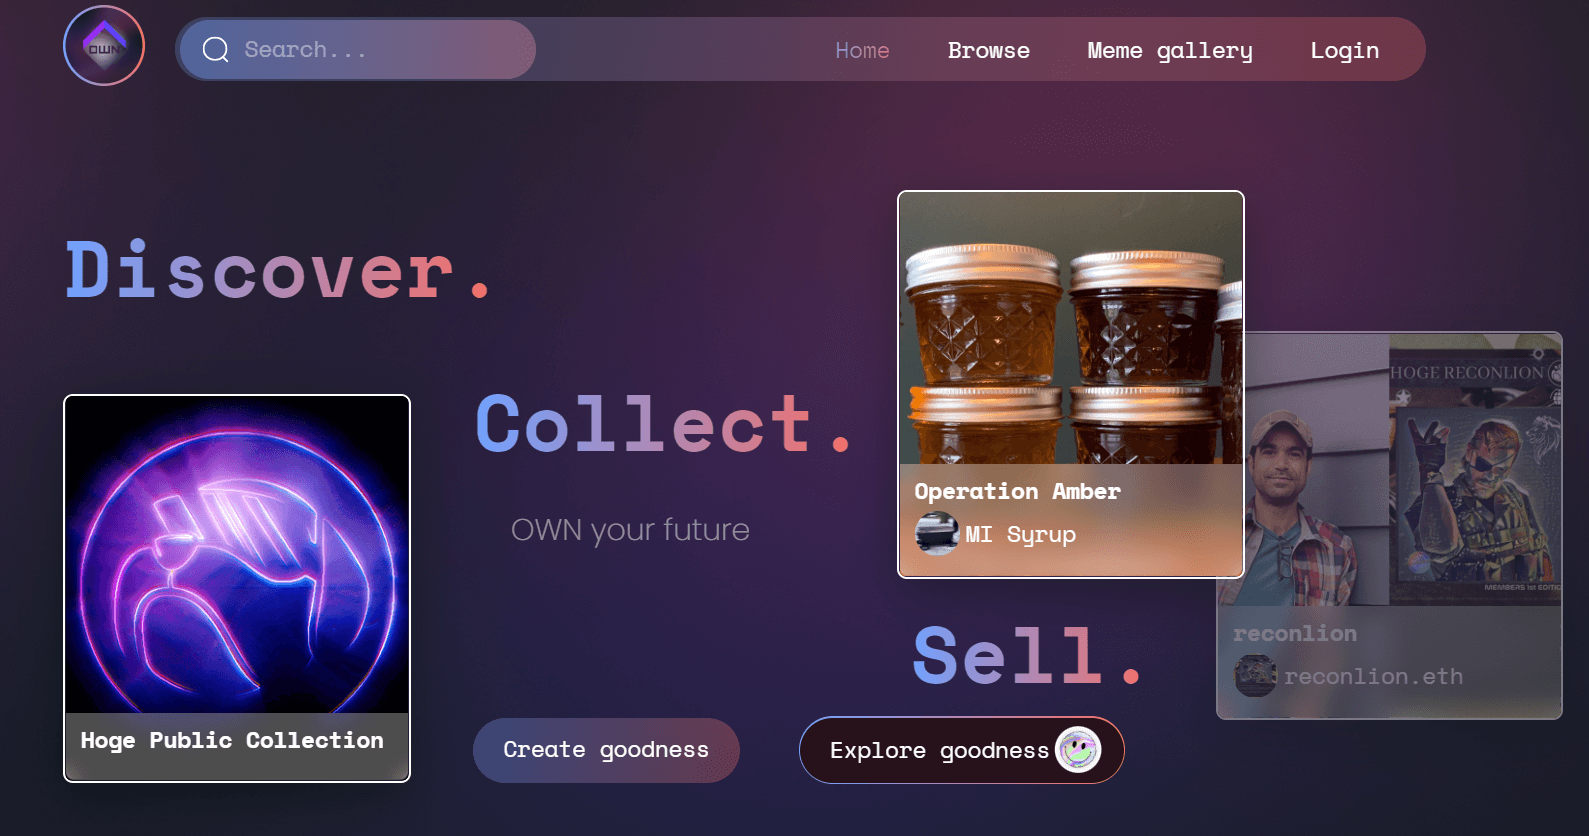 OWN
Search...
Home
Browse
Meme gallery
Login
Discover.
Collect.
OWN your future
Sell.
Hoge Public Collection
Operation Amber
MI Syrup
HOGE RECONLION
MEMBERS 1st EDITIO
reconlion
reconlion.eth
Create goodness
Explore goodness